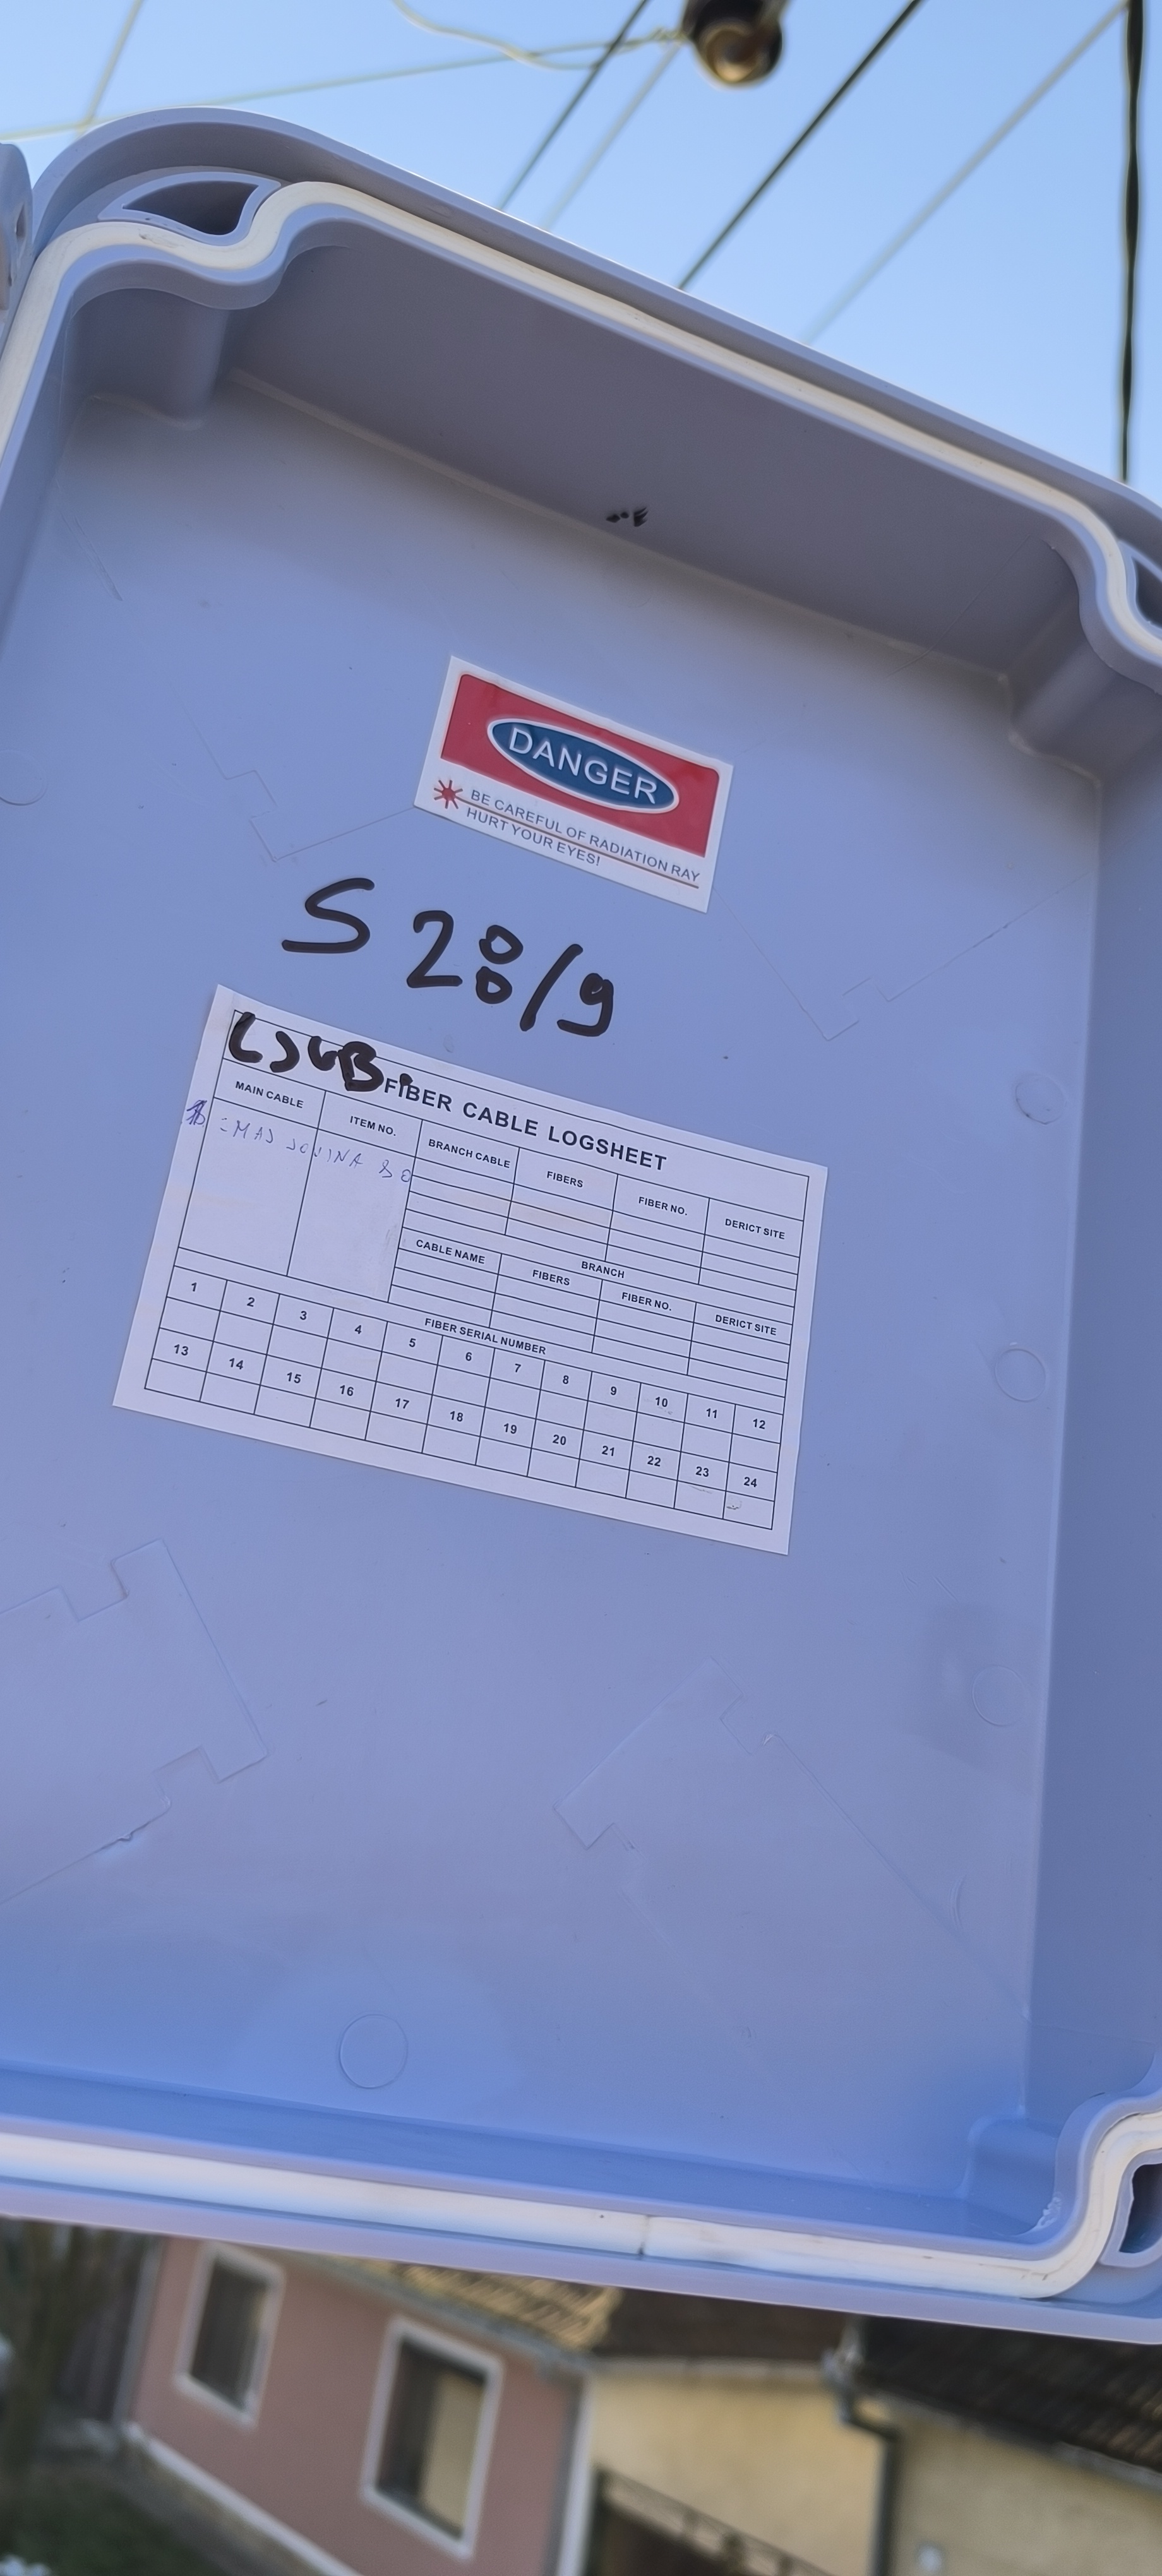 DANGER
BE CAREFUL OF RADIATION RAY
HURT YOUR EYES!
S 28/9
FIBER CABLE LOGSHEET
MAIN CABLE ITEM NO. BRANCH CABLE FIBERS FIBER NO. DERICT SITE
BRANCH
CABLE NAME FIBERS FIBER NO. DERICT SITE
FIBER SERIAL NUMBER
1 2 3 4 5 6 7 8 9 10 11 12
13 14 15 16 17 18 19 20 21 22 23 24